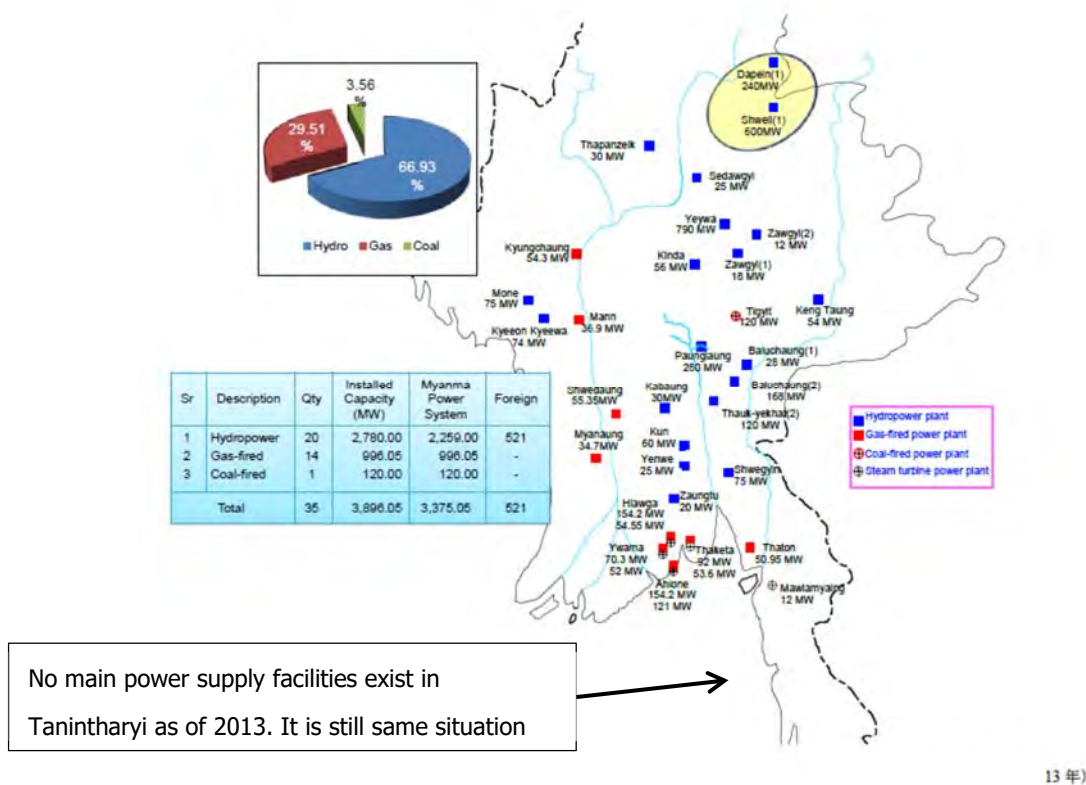 3.56
%
29.51
%
66.93
%
Hydro Gas Coal
Dapein(1)
240MW
Shweli(1)
600MW
Thapanzeik
30 MW
Sedawgyi
25 MW
Yeywa
790 MW
Zawgyi(2)
12 MW
Kyungchaung
54.3 MW
Kinda
56 MW
Zawgyi(1)
18 MW
Mone
75 MW
Kyeeon Kyeewa
74 MW
Mann
36.9 MW
Tigyit
120 MW
Keng Taung
54 MW
Paunglaung
280 MW
Baluchaung(1)
28 MW
Baluchaung(2)
168 MW
Shwedaung
55.35MW
Kabaung
30MW
Thauk-yekhat(2)
120 MW
Myanaung
34.7MW
Kun
60 MW
Yenwe
25 MW
Shwegyin
75 MW
Zaungtu
20 MW
Hlawga
154.2 MW
54.55 MW
Ywama
70.3 MW
52 MW
Thaketa
92 MW
53.6 MW
Thaton
50.95 MW
Ahlone
154.2 MW
121 MW
Mawlamyaing
12 MW
Sr Description Qty Installed Capacity (MW) Myanma Power System Foreign
1 Hydropower 20 2,780.00 2,259.00 521
2 Gas-fired 14 996.05 996.05 -
3 Coal-fired 1 120.00 120.00 -
Total 35 3,896.05 3,375.05 521
Hydropower plant
Gas-fired power plant
Coal-fired power plant
Steam turbine power plant
No main power supply facilities exist in
Tanintharyi as of 2013. It is still same situation
13 年)